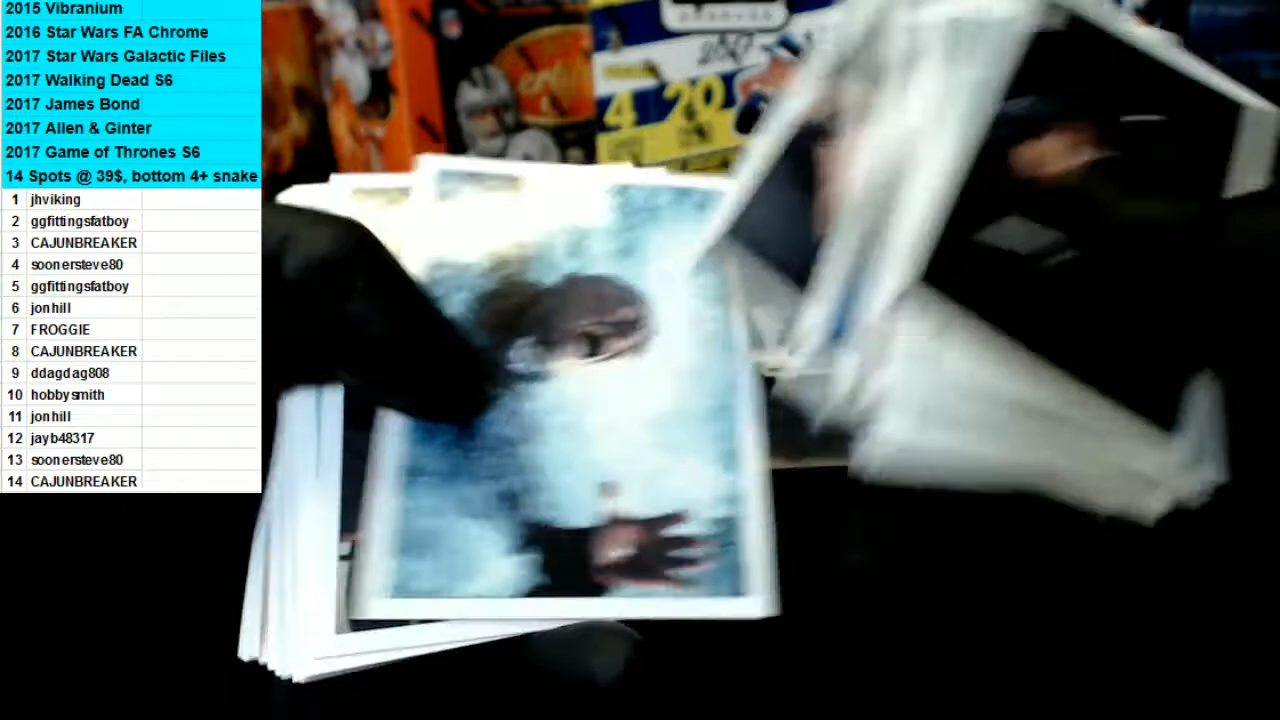 2015 Vibranium
2016 Star Wars FA Chrome
2017 Star Wars Galactic Files
2017 Walking Dead S6
2017 James Bond
2017 Allen & Ginter
2017 Game of Thrones S6
14 Spots @ 39$, bottom 4+ snake
1 jhviking
2 ggfittingsfatboy
3 CAJUNBREAKER
4 soonersteve80
5 ggfittingsfatboy
6 jonhill
7 FROGGIE
8 CAJUNBREAKER
9 ddagdag808
10 hobbysmith
11 jonhill
12 jayb48317
13 soonersteve80
14 CAJUNBREAKER
4 20